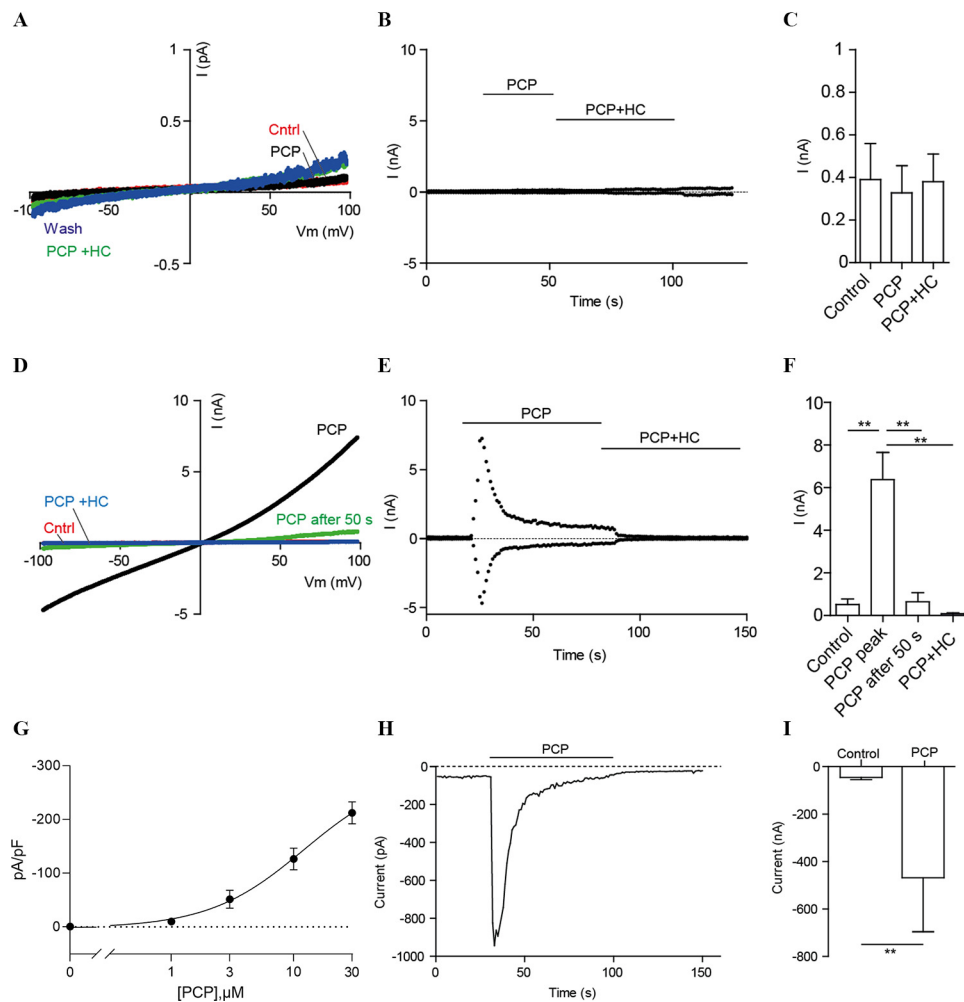 A
1
I (pA)
0.5
Cntrl
PCP
-100
-50
50
100
Vm (mV)
Wash
PCP +HC
-0.5
B
10
5
0
-5
I (nA)
PCP
PCP+HC
0
50
100
Time (s)
C
1
0.8
0.6
0.4
0.2
0
I (nA)
Control
PCP
PCP+HC
D
10
I (nA)
5
PCP
PCP +HC
Cntrl
PCP after 50 s
-100
-50
50
100
Vm (mV)
-5
E
10
5
0
-5
I (nA)
PCP
PCP+HC
0
50
100
150
Time (s)
F
10
8
6
4
2
0
I (nA)
**
**
**
Control
PCP peak
PCP after 50 s
PCP+HC
G
-300
-200
-100
0
pA/pF
0
1
3
10
30
[PCP],µM
H
PCP
0
-200
-400
-600
-800
-1000
Current (pA)
0
50
100
150
Time (s)
I
Control
PCP
0
-200
-400
-600
-800
Current (nA)
**